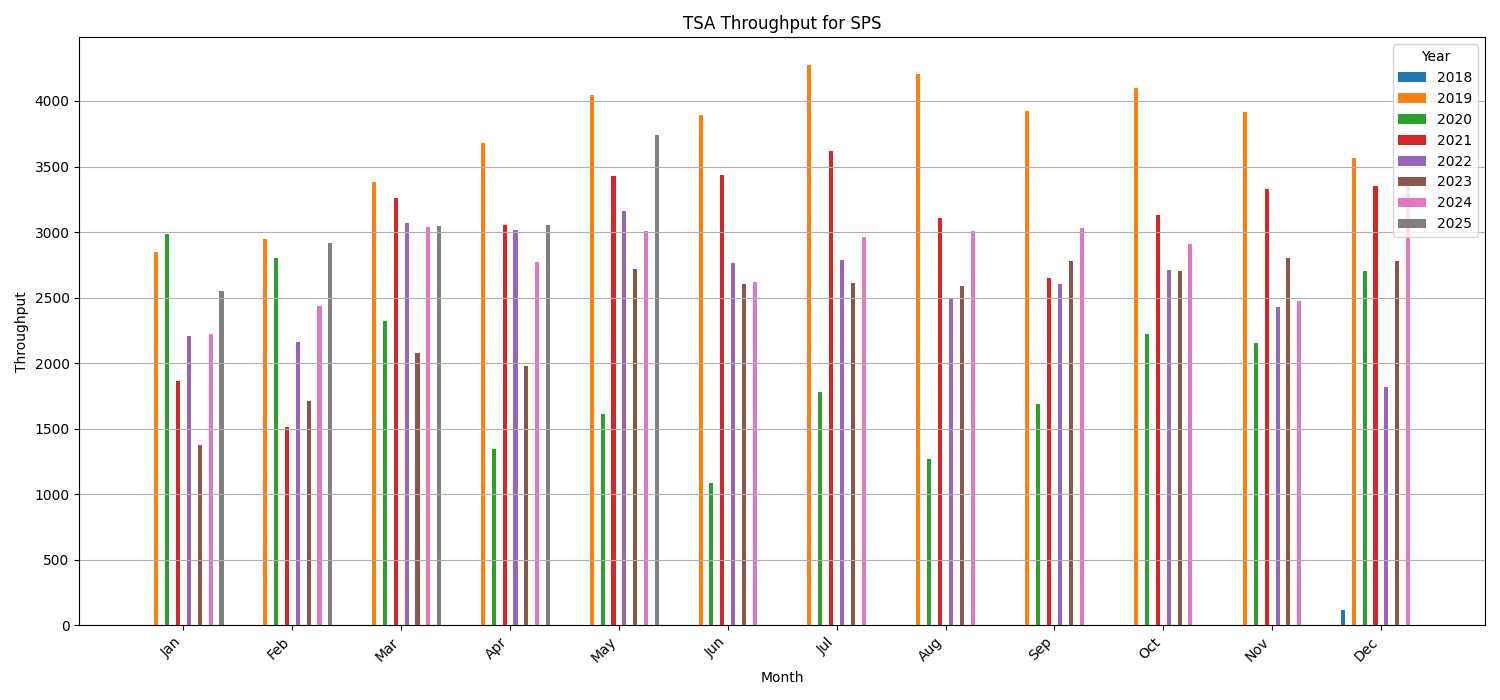 TSA Throughput for SPS
Year
2018
2019
2020
2021
2022
2023
2024
2025
Throughput
4000
3500
3000
2500
2000
1500
1000
500
0
Jan
Feb
Mar
Apr
May
Jun
Jul
Aug
Sep
Oct
Nov
Dec
Month